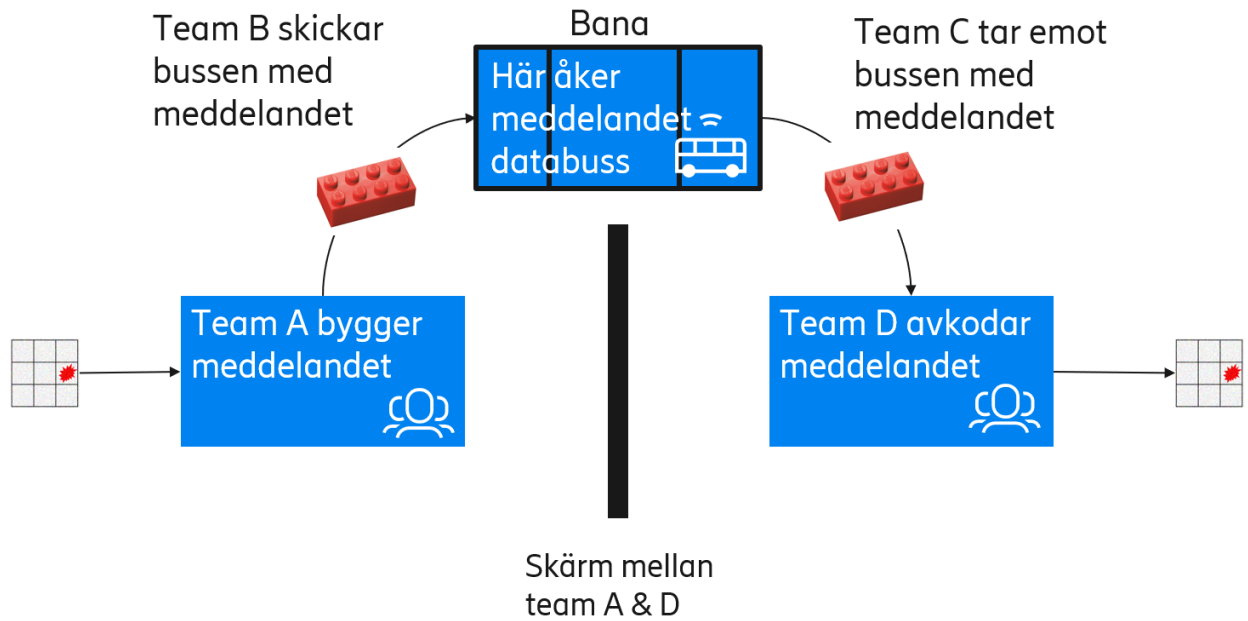 Team B skickar
bussen med
meddelandet
Bana
Här åker
meddelandet
databuss
Team C tar emot
bussen med
meddelandet
Team A bygger
meddelandet
Team D avkodar
meddelandet
Skärm mellan
team A & D